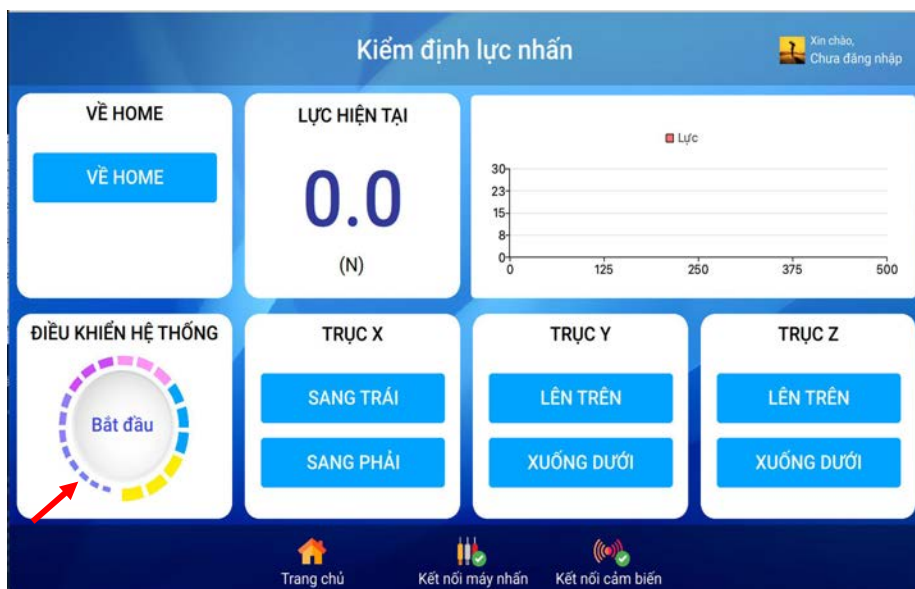 Kiểm định lực nhấn
Xin chào,
Chưa đăng nhập
VỀ HOME
VỀ HOME
LỰC HIỆN TẠI
0.0
(N)
Lực
30
23
15
8
0
0 125 250 375 500
ĐIỀU KHIỂN HỆ THỐNG
Bắt đầu
TRỤC X
SANG TRÁI
SANG PHẢI
TRỤC Y
LÊN TRÊN
XUỐNG DƯỚI
TRỤC Z
LÊN TRÊN
XUỐNG DƯỚI
Trang chủ
Kết nối máy nhấn
Kết nối cảm biến